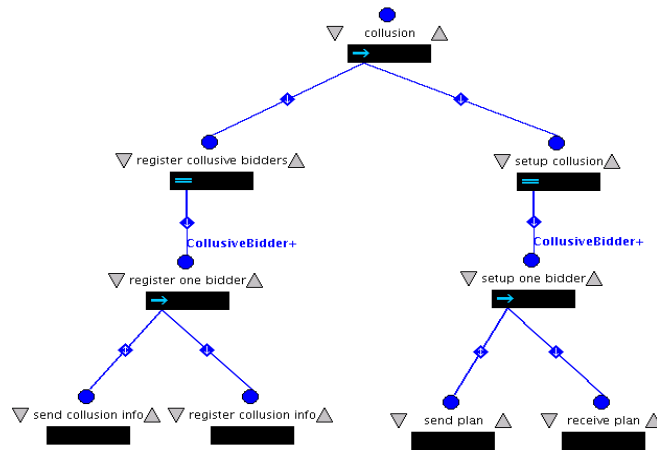 collusion
register collusive bidders
setup collusion
CollusiveBidder+
CollusiveBidder+
register one bidder
setup one bidder
send collusion info
register collusion info
send plan
receive plan